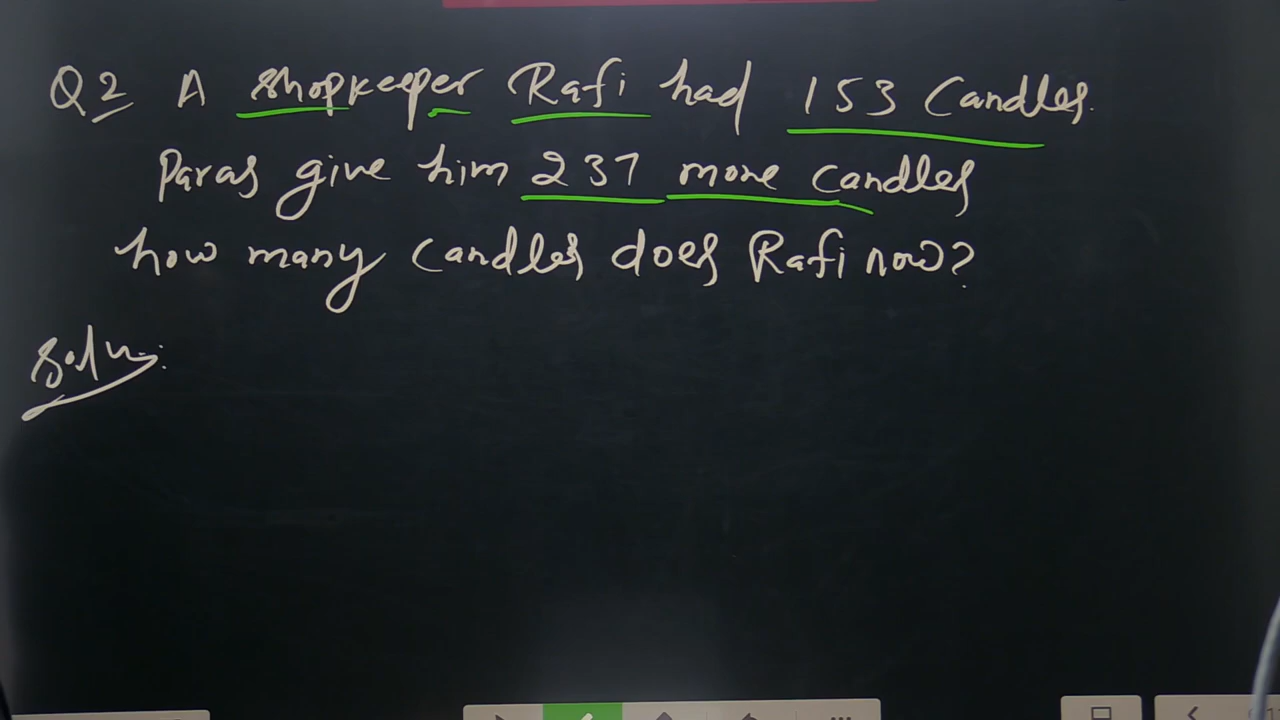 Q2 A shopkeeper Rafi had 153 Candles.
Paras give him 237 more candles
how many Candles does Rafi now?
Soln: